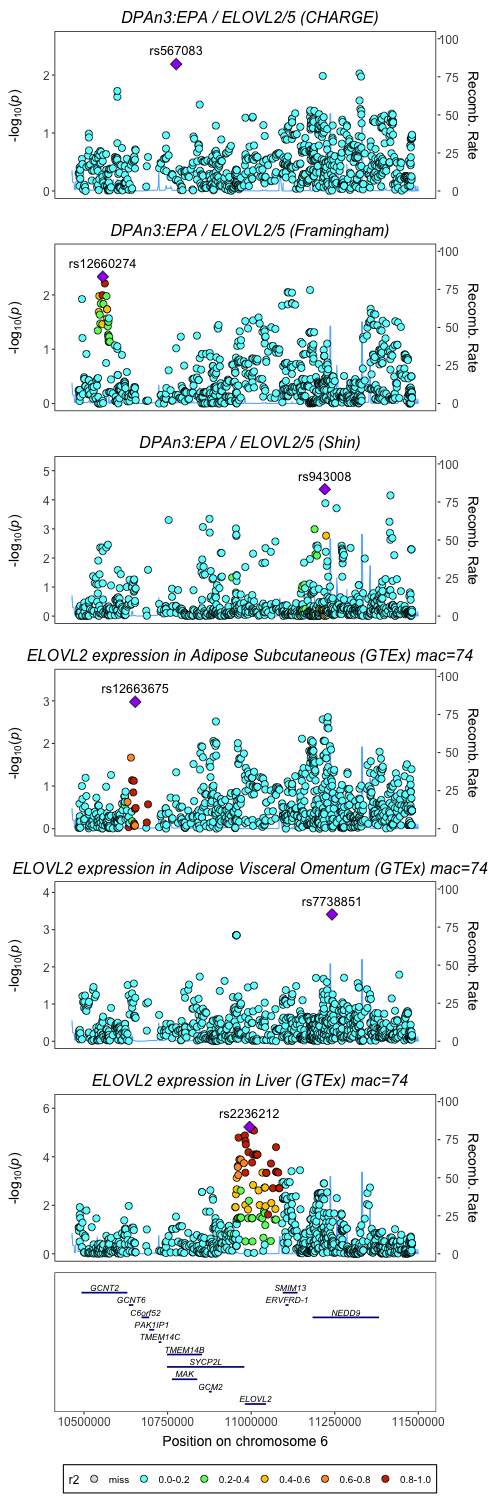 DPAn3:EPA / ELOVL2/5 (CHARGE)
rs567083
-log10(p)
0
1
2
Recomb. Rate
0
25
50
75
100
DPAn3:EPA / ELOVL2/5 (Framingham)
rs12660274
-log10(p)
0
1
2
Recomb. Rate
0
25
50
75
100
DPAn3:EPA / ELOVL2/5 (Shin)
rs943008
-log10(p)
0
1
2
3
4
5
Recomb. Rate
0
25
50
75
100
ELOVL2 expression in Adipose Subcutaneous (GTEx) mac=74
rs12663675
-log10(p)
0
1
2
3
Recomb. Rate
0
25
50
75
100
ELOVL2 expression in Adipose Visceral Omentum (GTEx) mac=74
rs7738851
-log10(p)
0
1
2
3
4
Recomb. Rate
0
25
50
75
100
ELOVL2 expression in Liver (GTEx) mac=74
rs2236212
-log10(p)
0
2
4
6
Recomb. Rate
0
25
50
75
100
GCNT2
SMIM13
GCNT6
ERVFRD-1
C6orf52
NEDD9
PAK1IP1
TMEM14C
TMEM14B
SYCP2L
MAK
GCM2
ELOVL2
10500000 10750000 11000000 11250000 11500000
Position on chromosome 6
r2 miss 0.0-0.2 0.2-0.4 0.4-0.6 0.6-0.8 0.8-1.0